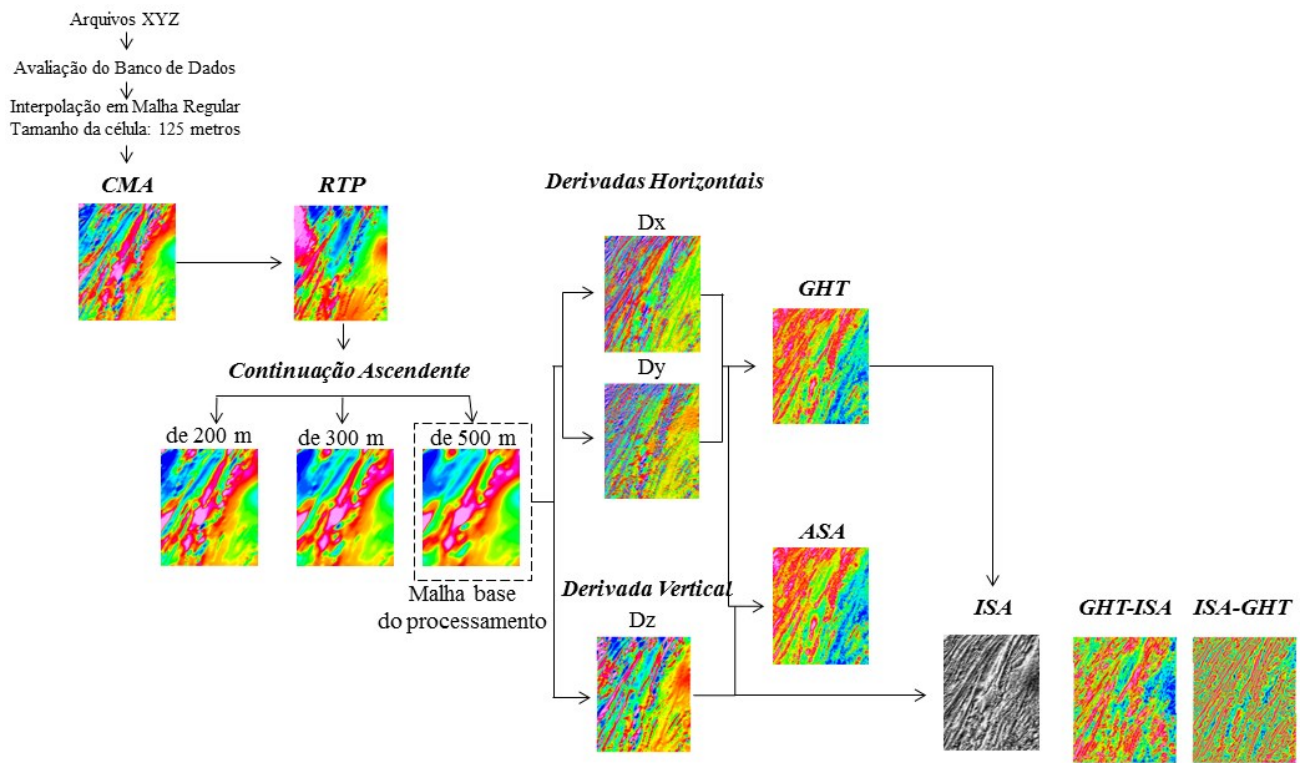 Arquivos XYZ
Avaliação do Banco de Dados
Interpolação em Malha Regular
Tamanho da célula: 125 metros
CMA
RTP
Continuação Ascendente
de 200 m
de 300 m
de 500 m
Malha base
do processamento
Derivadas Horizontais
Dx
Dy
Derivada Vertical
Dz
GHT
ASA
ISA
GHT-ISA
ISA-GHT